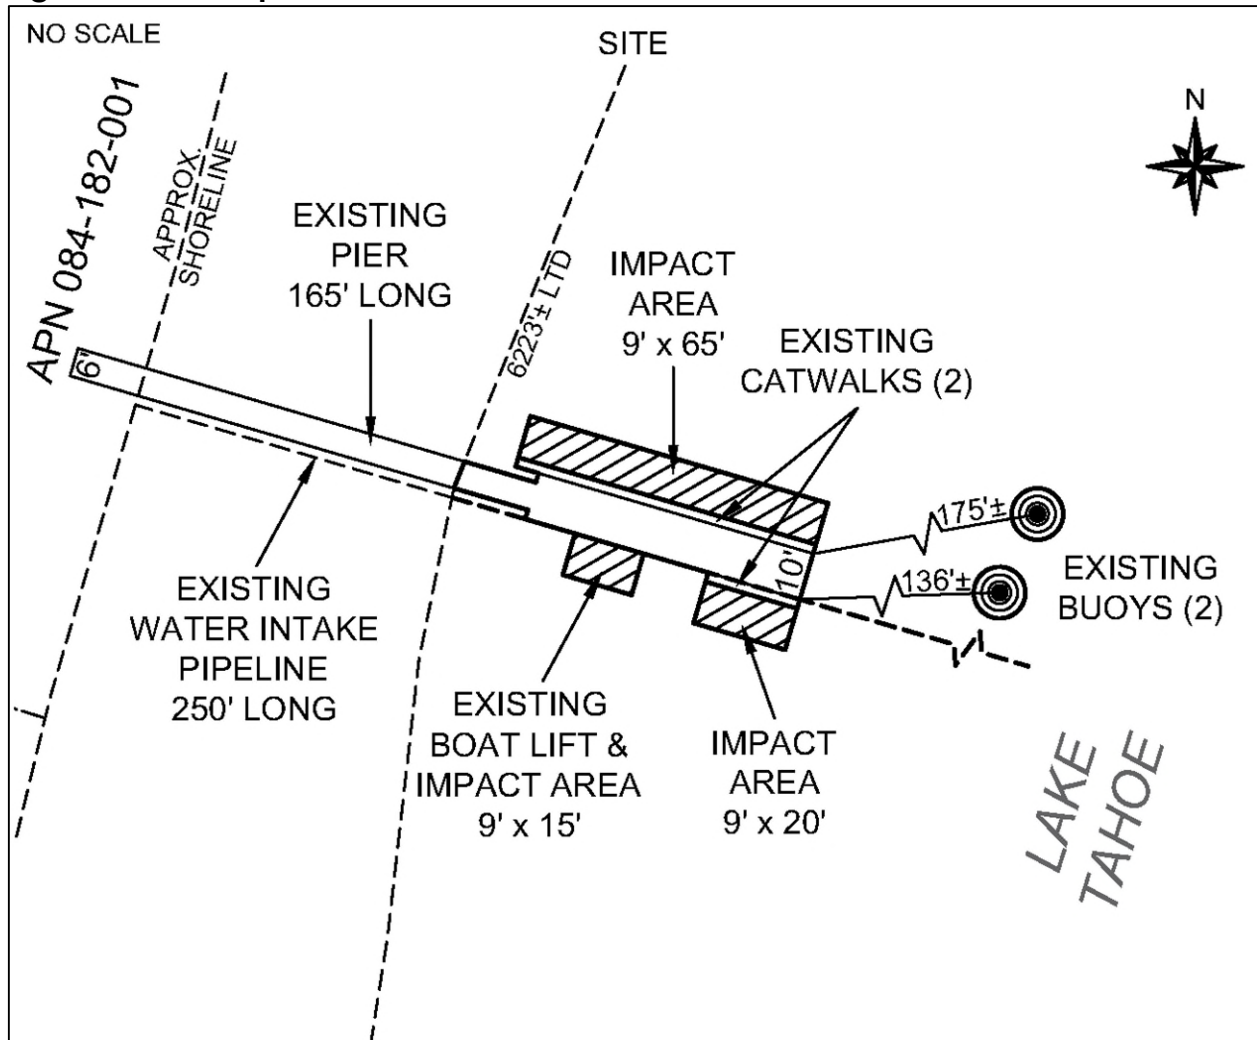 NO SCALE
SITE
N
APN 084-182-001
APPROX.
SHORELINE
EXISTING
PIER
165' LONG
6223'± LTD
IMPACT
AREA
9' x 65'
EXISTING
CATWALKS (2)
6'
10'
175'±
136'±
EXISTING
BUOYS (2)
EXISTING
WATER INTAKE
PIPELINE
250' LONG
EXISTING
BOAT LIFT &
IMPACT AREA
9' x 15'
IMPACT
AREA
9' x 20'
LAKE
TAHOE